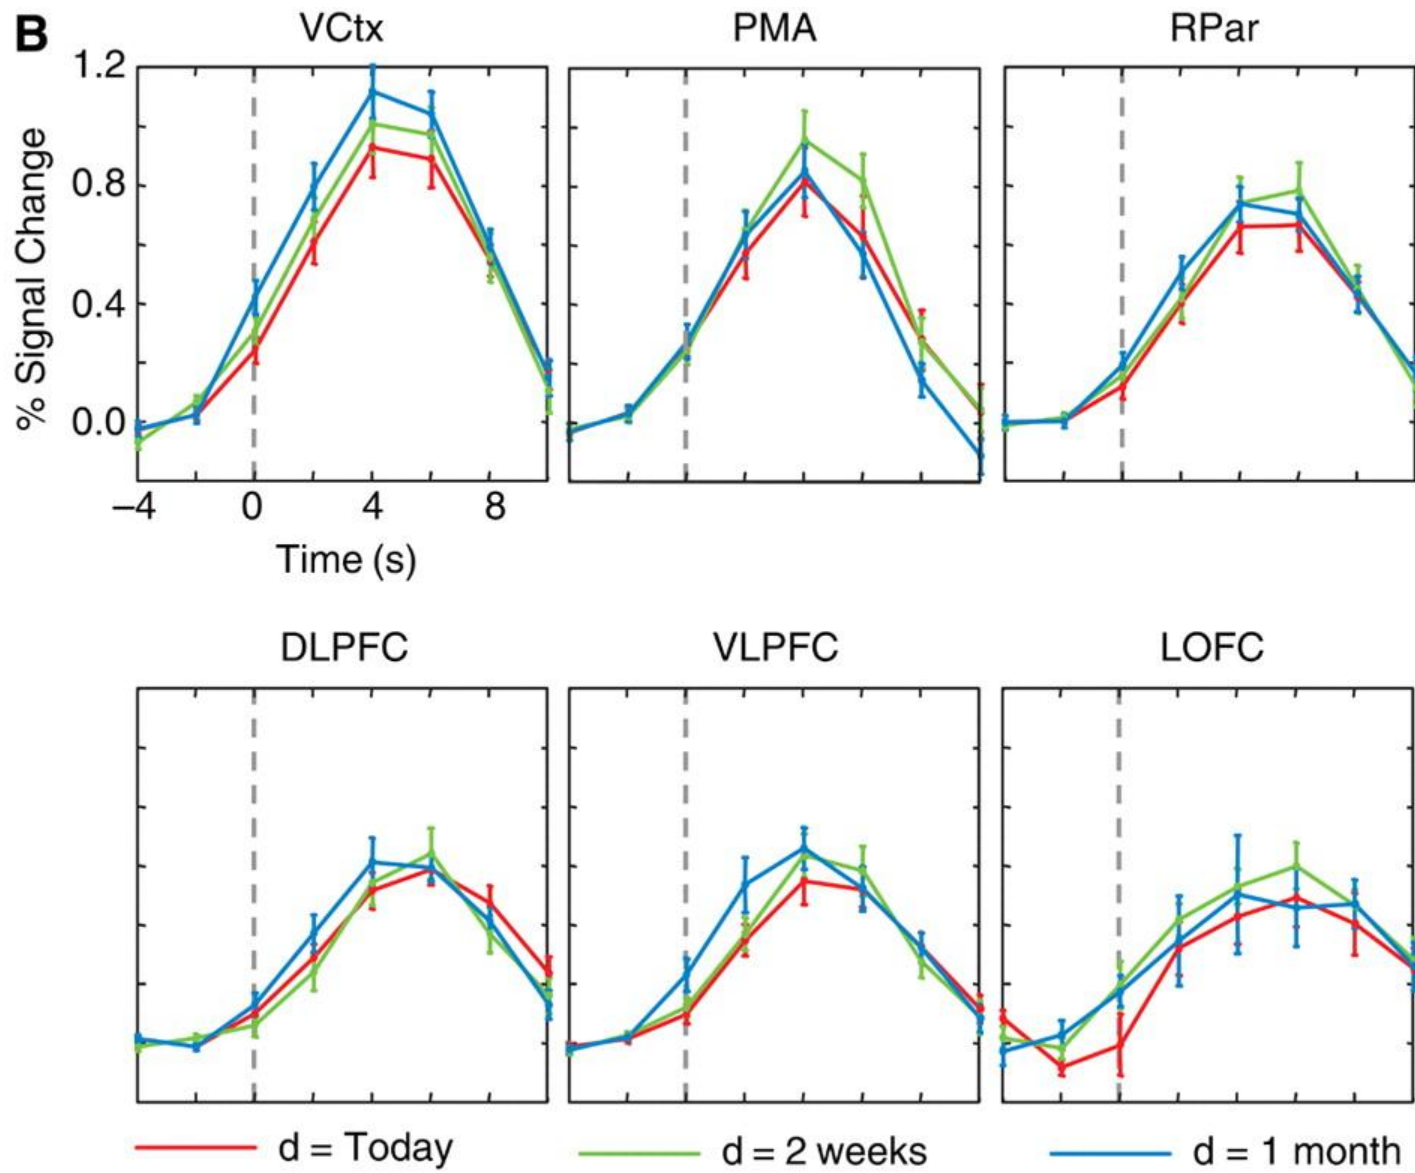 B
VCtx
PMA
RPar
1.2
0.8
0.4
0.0
% Signal Change
–4 0 4 8
Time (s)
DLPFC
VLPFC
LOFC
d = Today
d = 2 weeks
d = 1 month